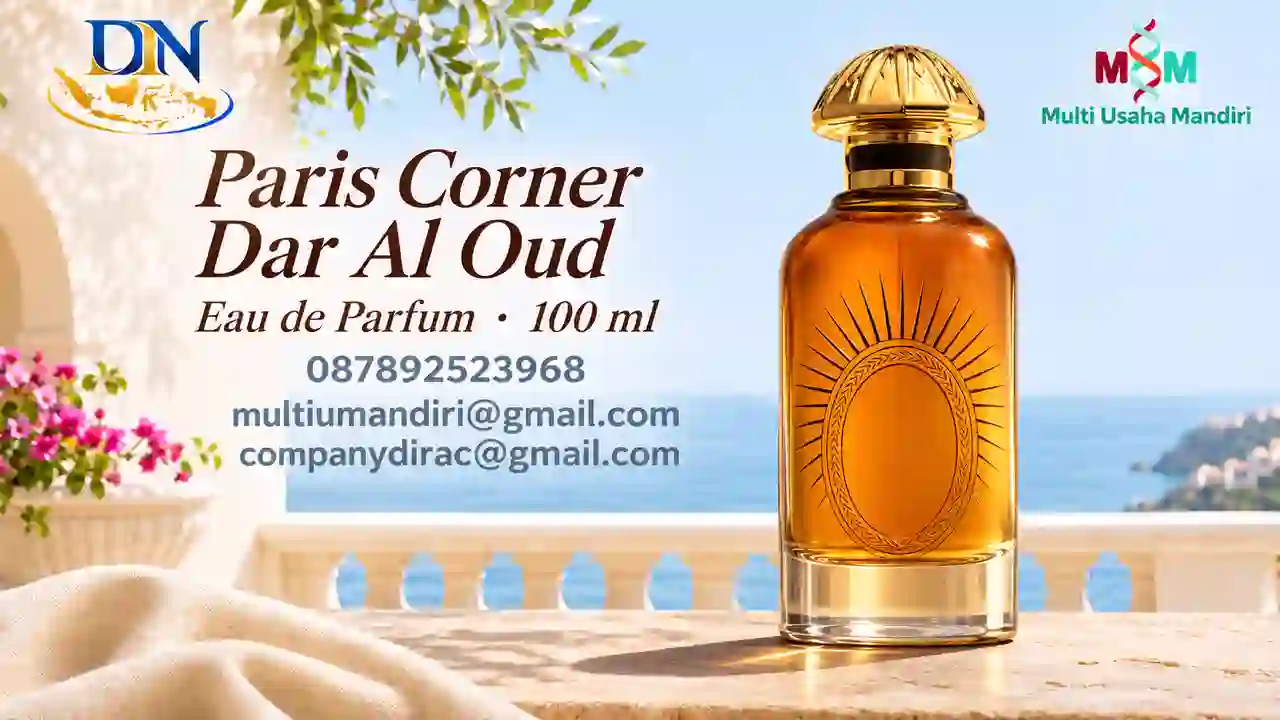 DIN
MSM
Multi Usaha Mandiri
Paris Corner
Dar Al Oud
Eau de Parfum • 100 ml
087892523968
multiumandiri@gmail.com
companydirac@gmail.com